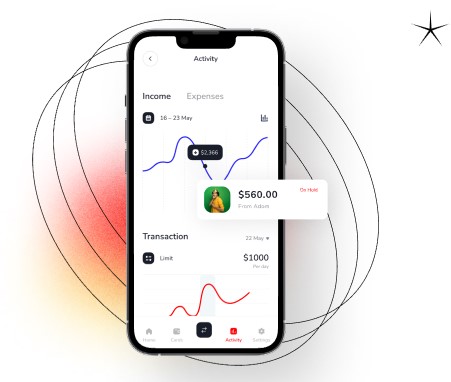 Activity
Income Expenses
16 – 23 May
$2,366
$560.00
On Hold
From Adam
Transaction
22 May
Limit
$1000
Per day
Home Cards Activity Settings